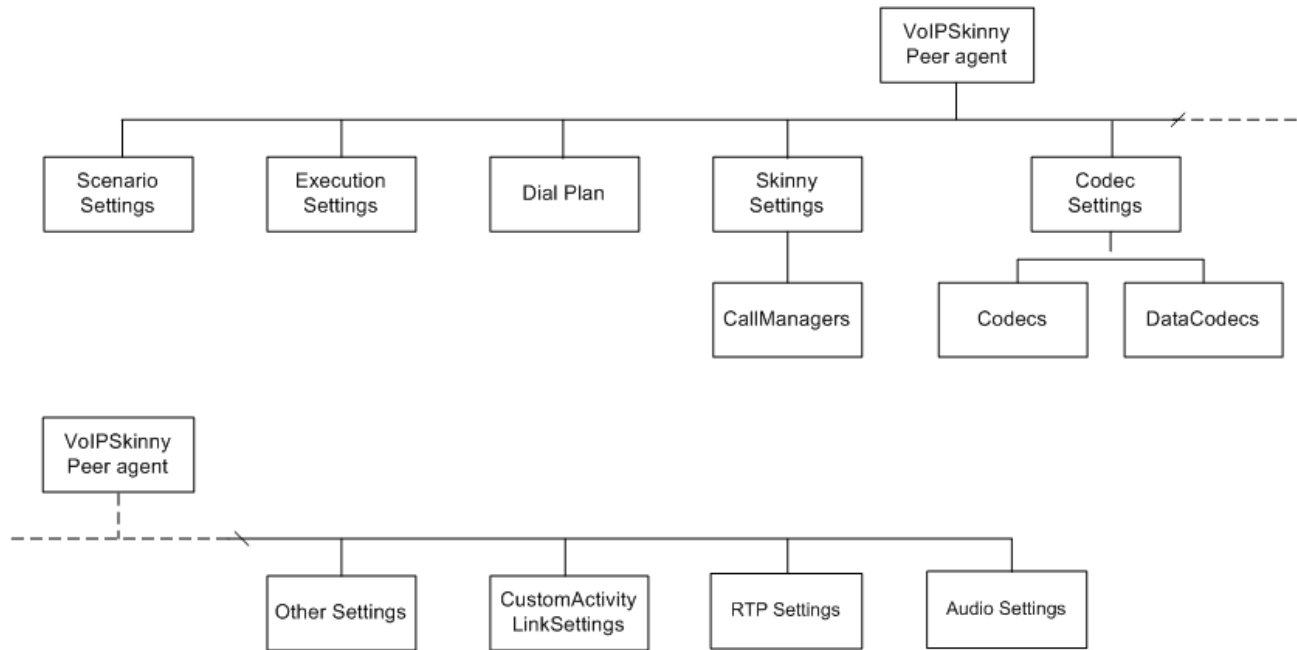 VoIPSkinny
Peer agent
Scenario
Settings
Execution
Settings
Dial Plan
Skinny
Settings
Codec
Settings
CallManagers
Codecs
DataCodecs
VoIPSkinny
Peer agent
Other Settings
CustomActivity
LinkSettings
RTP Settings
Audio Settings